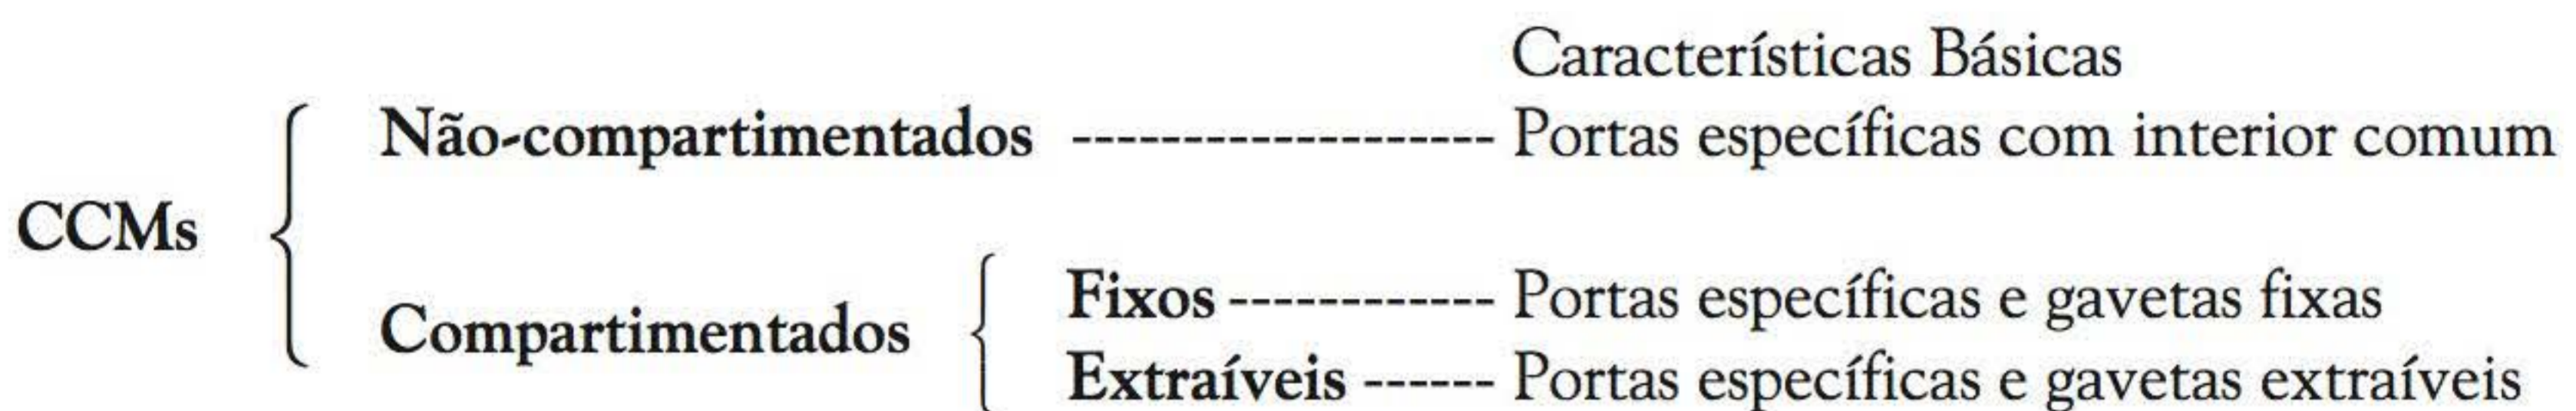 Características Básicas
Não-compartimentados ------------------- Portas específicas com interior comum
CCMs
Fixos ------------ Portas específicas e gavetas fixas
Compartimentados
Extraíveis ------ Portas específicas e gavetas extraíveis